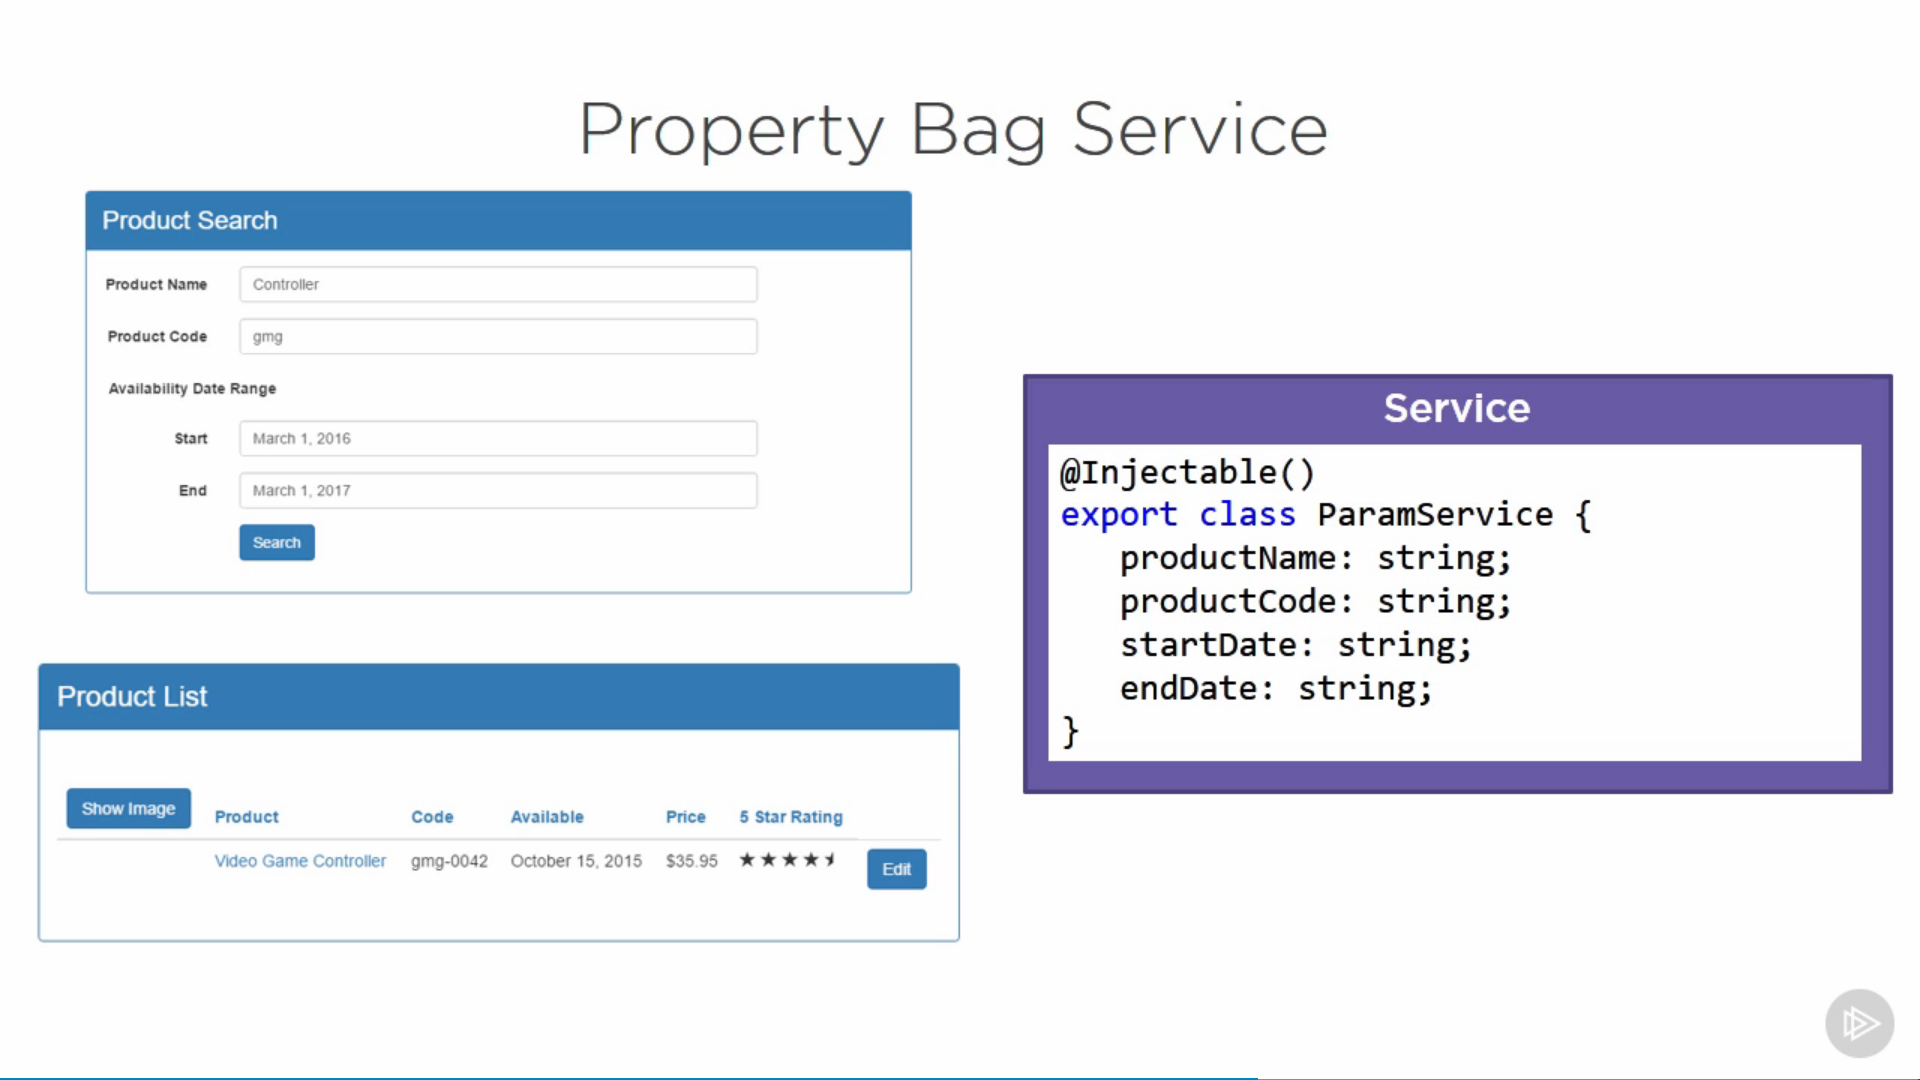 Property Bag Service
Product Search
Product Name Controller
Product Code gmg
Availability Date Range
Start March 1, 2016
End March 1, 2017
Search
Product List
Show Image Product Code Available Price 5 Star Rating
Video Game Controller gmg-0042 October 15, 2015 $35.95 Edit
Service
@Injectable()
export class ParamService {
productName: string;
productCode: string;
startDate: string;
endDate: string;
}